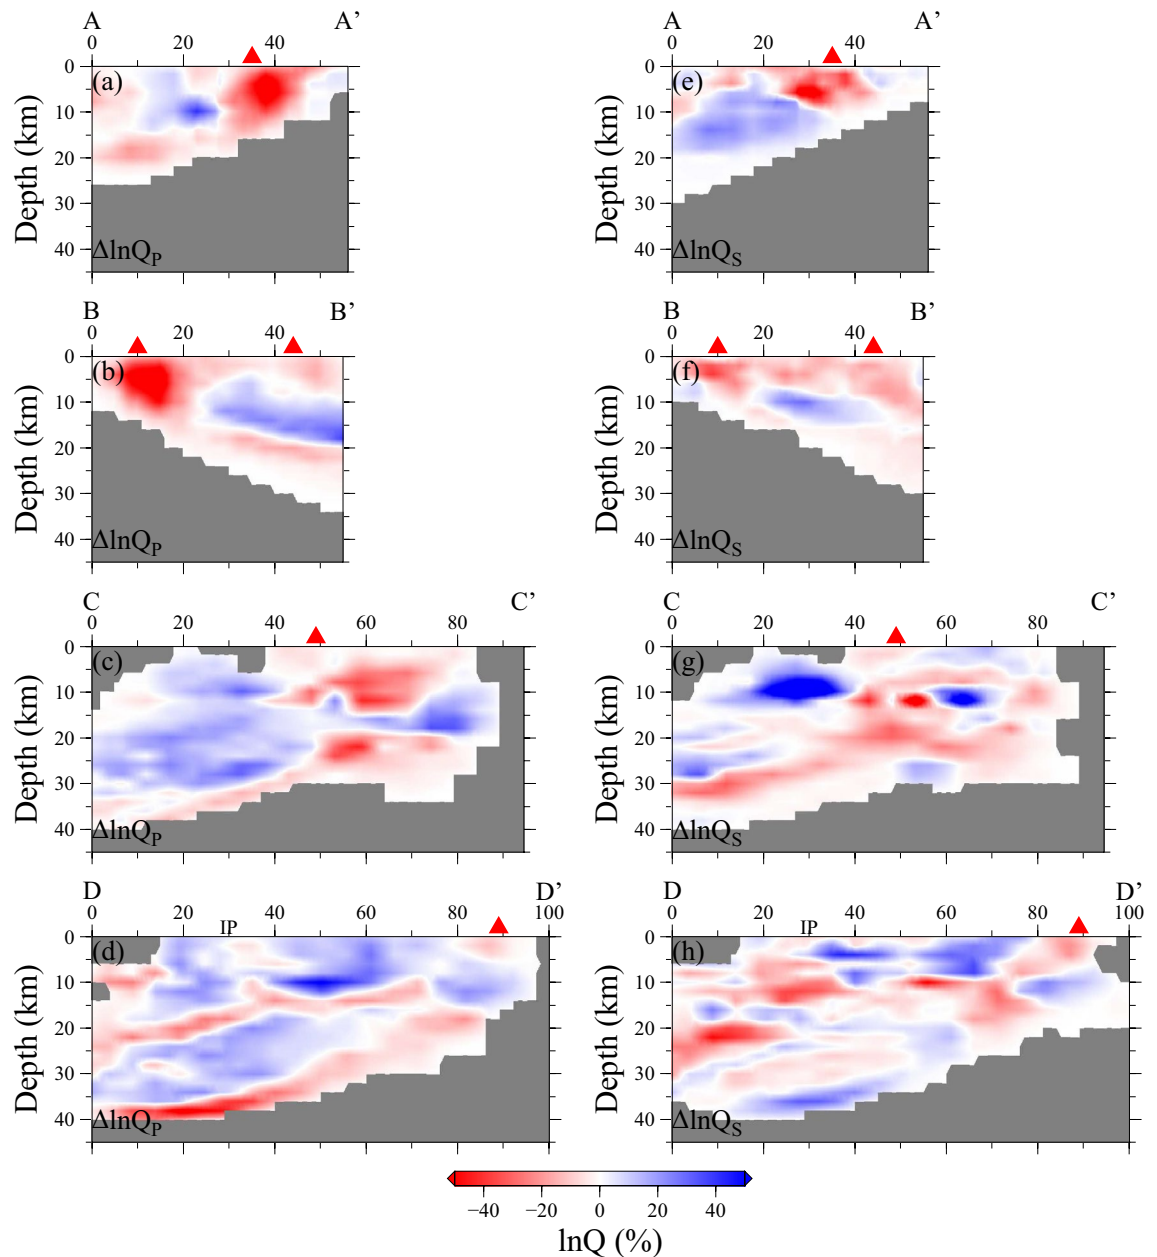 A A’ A A’
0 20 40 0 20 40
(a) (e)
0 10 20 30 40 0 10 20 30 40
Depth (km) Depth (km)
ΔlnQP ΔlnQS
B B’ B B’
0 20 40 0 20 40
(b) (f)
0 10 20 30 40 0 10 20 30 40
Depth (km) Depth (km)
ΔlnQP ΔlnQS
C C’ C C’
0 20 40 60 80 0 20 40 60 80
(c) (g)
0 10 20 30 40 0 10 20 30 40
Depth (km) Depth (km)
ΔlnQP ΔlnQS
D D’ D D’
0 20 40 60 80 100 0 20 40 60 80 100
IP IP
(d) (h)
0 10 20 30 40 0 10 20 30 40
Depth (km) Depth (km)
ΔlnQP ΔlnQS
−40 −20 0 20 40
lnQ (%)